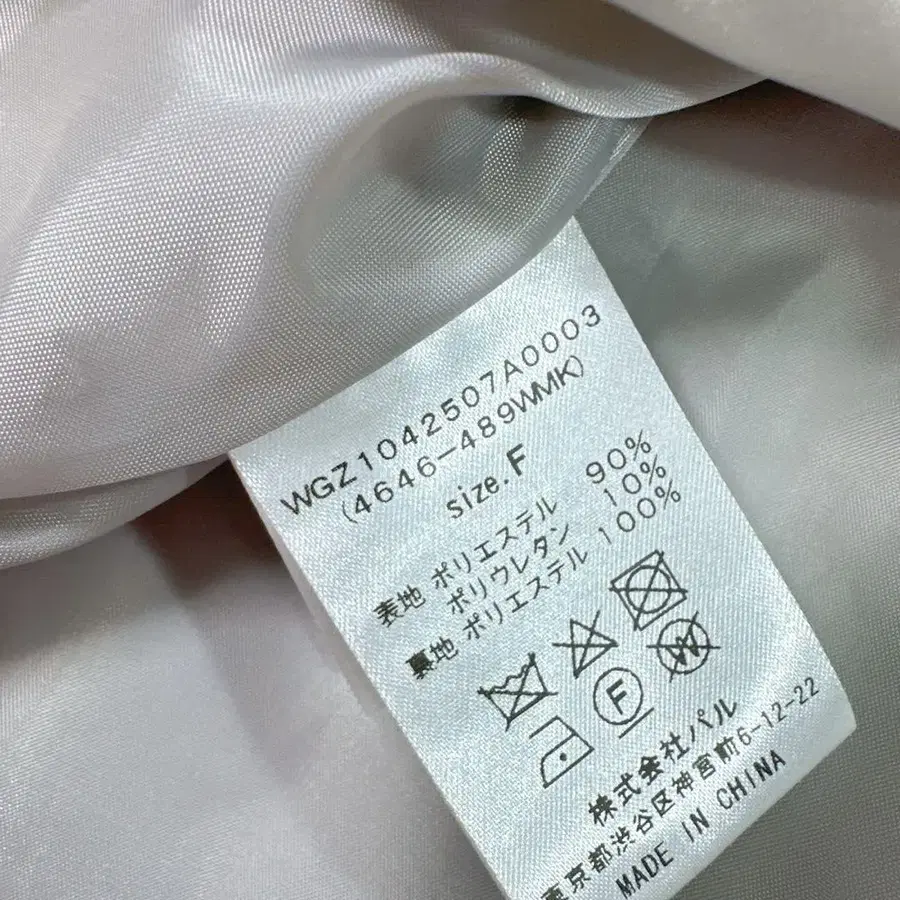 WGZ1042507A0003
(4646-489WMK)
size.F
表地 ポリエステル 90%
ポリウレタン 10%
裏地 ポリエステル 100%
F
W
株式会社パル
東京都渋谷区神宮前6-12-22
MADE IN CHINA